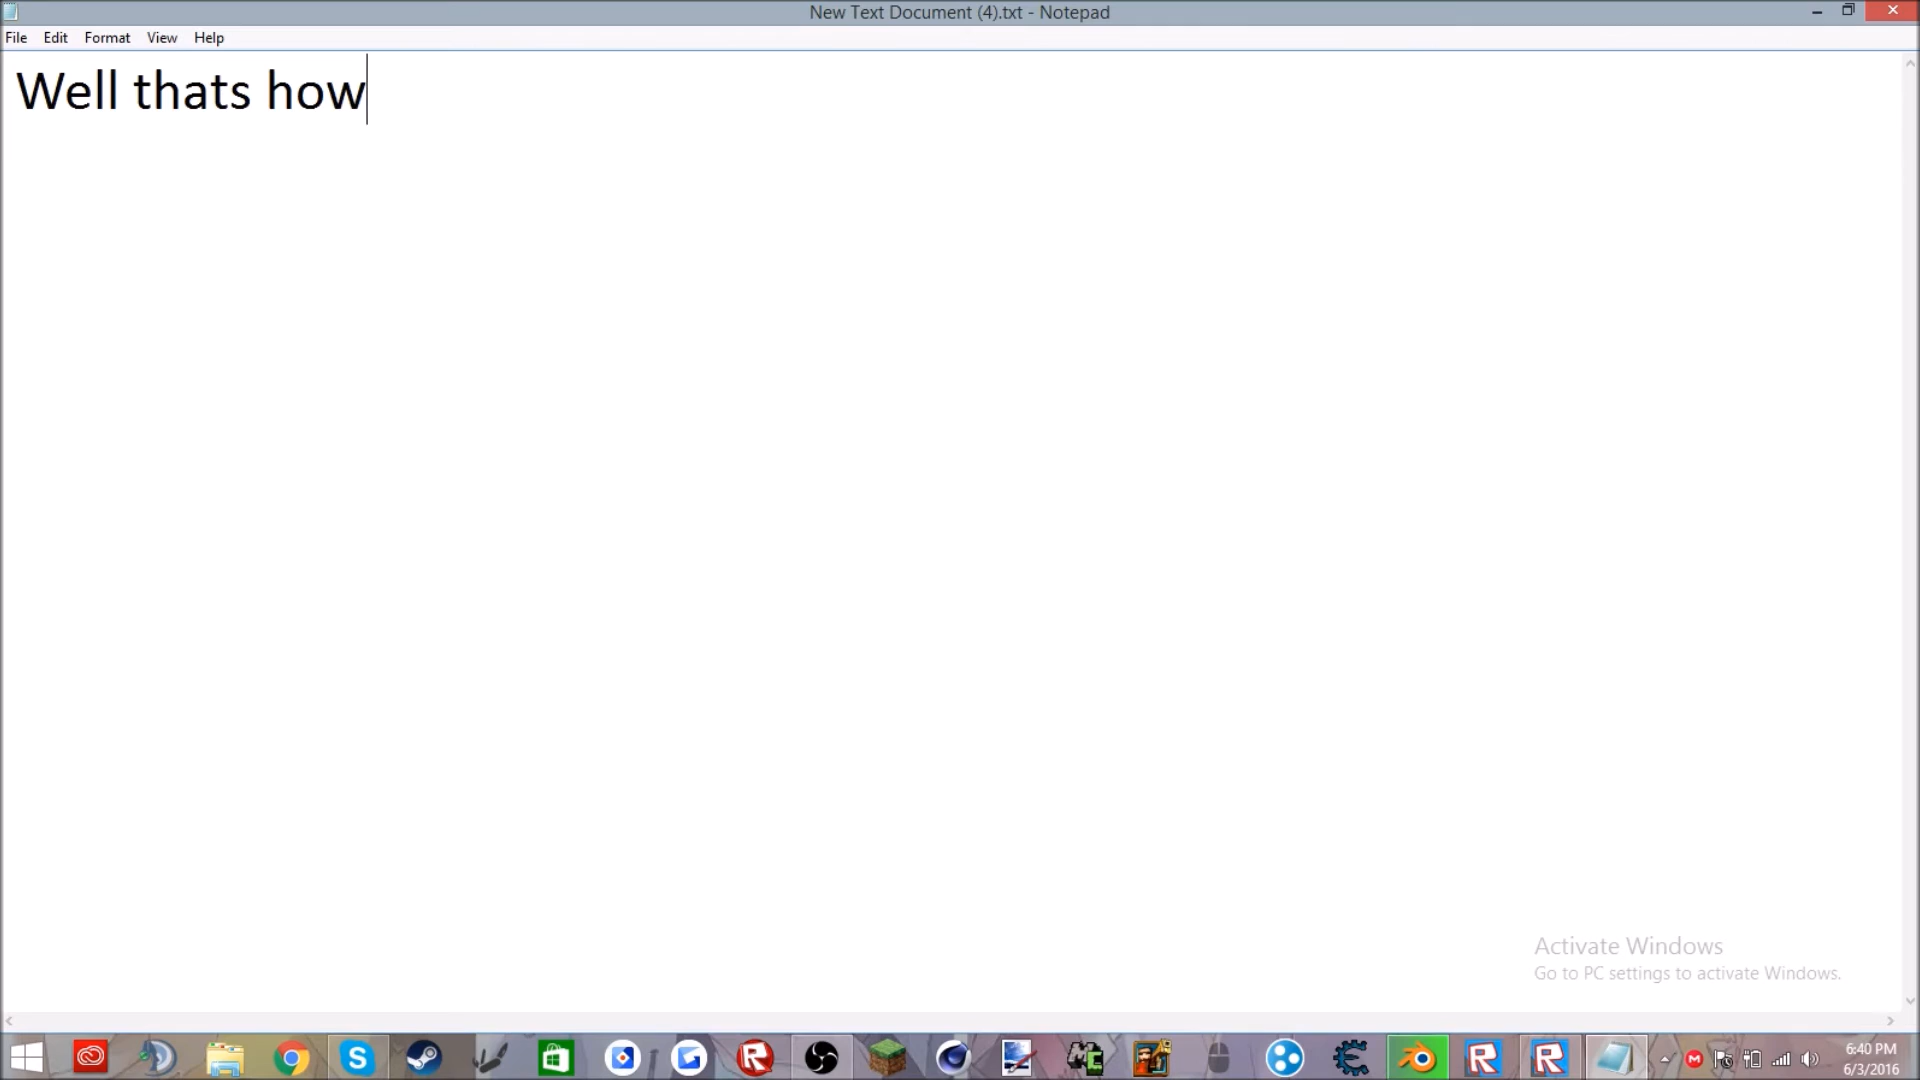 New Text Document (4).txt - Notepad
File Edit Format View Help
Well thats how
Activate Windows
Go to PC settings to activate Windows.
6:40 PM
6/3/2016